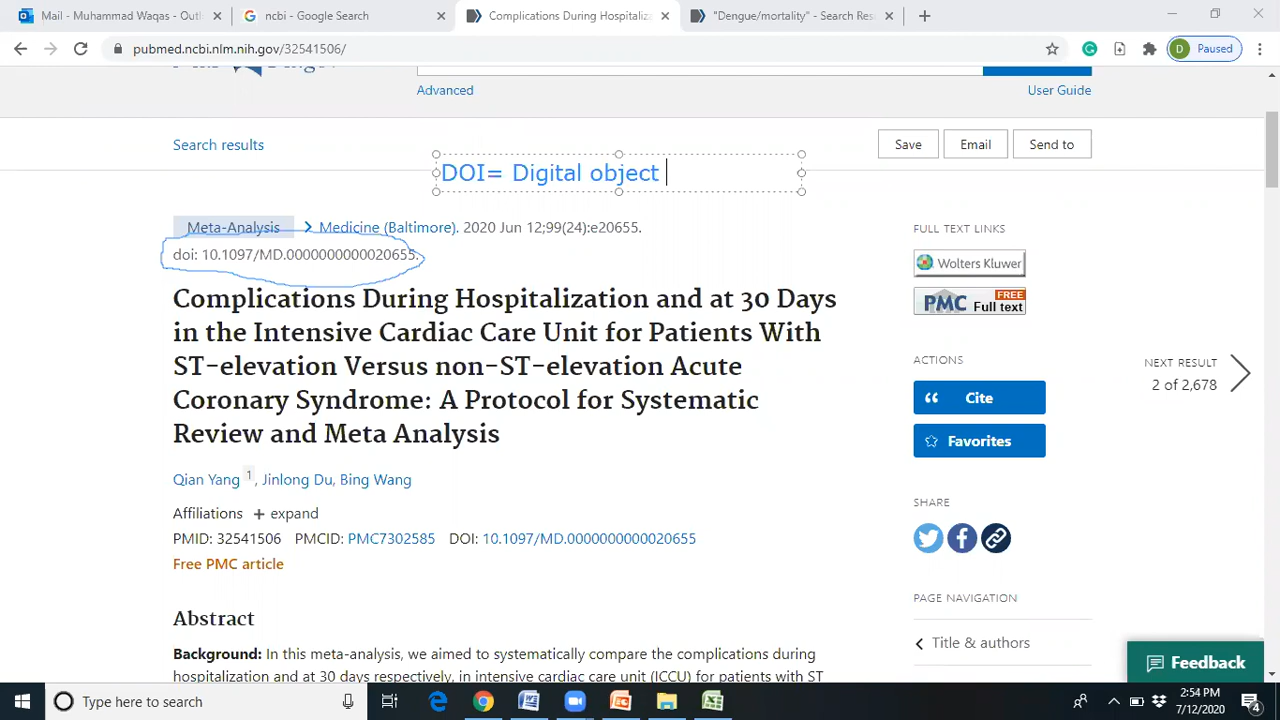 Mail - Muhammad Waqas - Outl
ncbi - Google Search
Complications During Hospitaliza
"Dengue/mortality" - Search Res
pubmed.ncbi.nlm.nih.gov/32541506/
D
Paused
Advanced
User Guide
Search results
Save
Email
Send to
DOI= Digital object
Meta-Analysis
Medicine (Baltimore). 2020 Jun 12;99(24):e20655.
doi: 10.1097/MD.0000000000020655.
Complications During Hospitalization and at 30 Days
in the Intensive Cardiac Care Unit for Patients With
ST-elevation Versus non-ST-elevation Acute
Coronary Syndrome: A Protocol for Systematic
Review and Meta Analysis
Qian Yang 1, Jinlong Du, Bing Wang
Affiliations + expand
PMID: 32541506 PMCID: PMC7302585 DOI: 10.1097/MD.0000000000020655
Free PMC article
Abstract
Background: In this meta-analysis, we aimed to systematically compare the complications during
hospitalization and at 30 days respectively in intensive cardiac care unit (ICCU) for patients with ST
FULL TEXT LINKS
Wolters Kluwer
PMC FREE Full text
ACTIONS
Cite
Favorites
SHARE
PAGE NAVIGATION
Title & authors
NEXT RESULT
2 of 2,678
Feedback
Type here to search
2:54 PM
7/12/2020
4